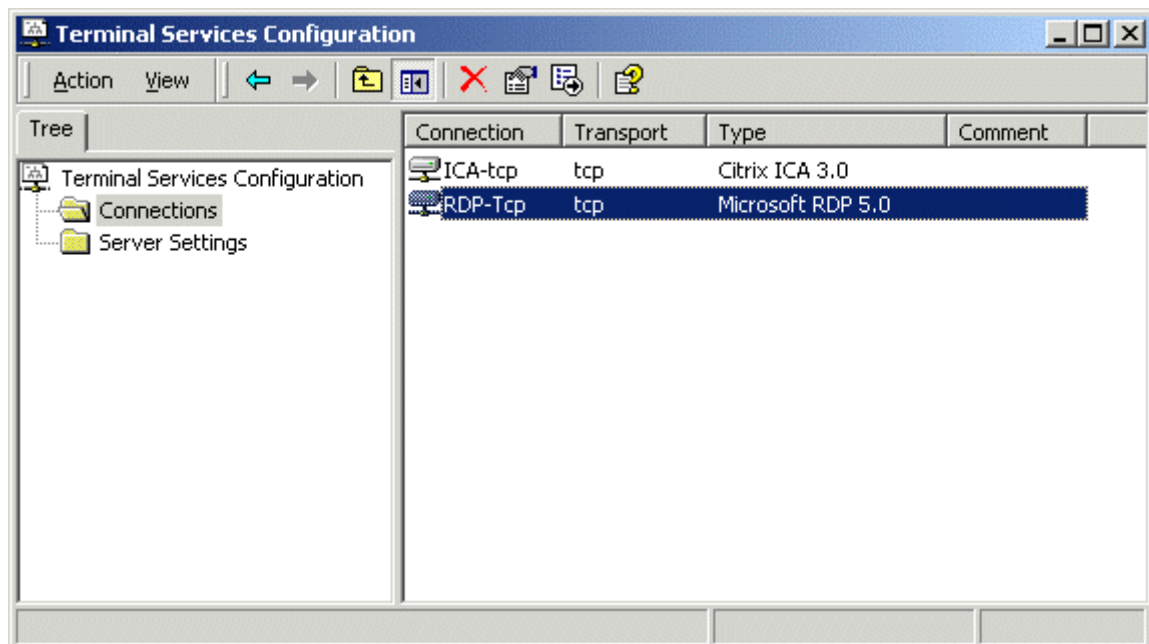 Terminal Services Configuration
Action View
Tree
Terminal Services Configuration
Connections
Server Settings
Connection Transport Type Comment
ICA-tcp tcp Citrix ICA 3.0
RDP-Tcp tcp Microsoft RDP 5.0